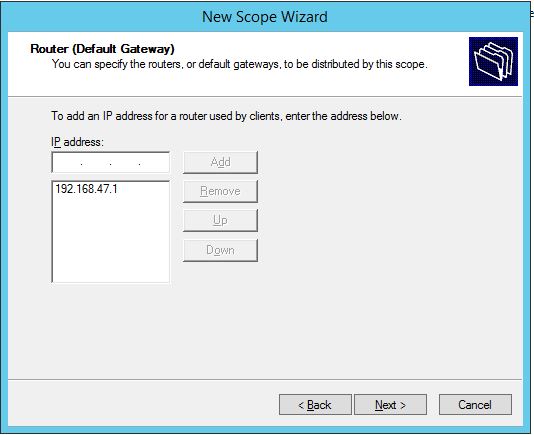 New Scope Wizard
Router (Default Gateway)
You can specify the routers, or default gateways, to be distributed by this scope.
To add an IP address for a router used by clients, enter the address below.
IP address:
. . .
Add
192.168.47.1
Remove
Up
Down
< Back
Next >
Cancel